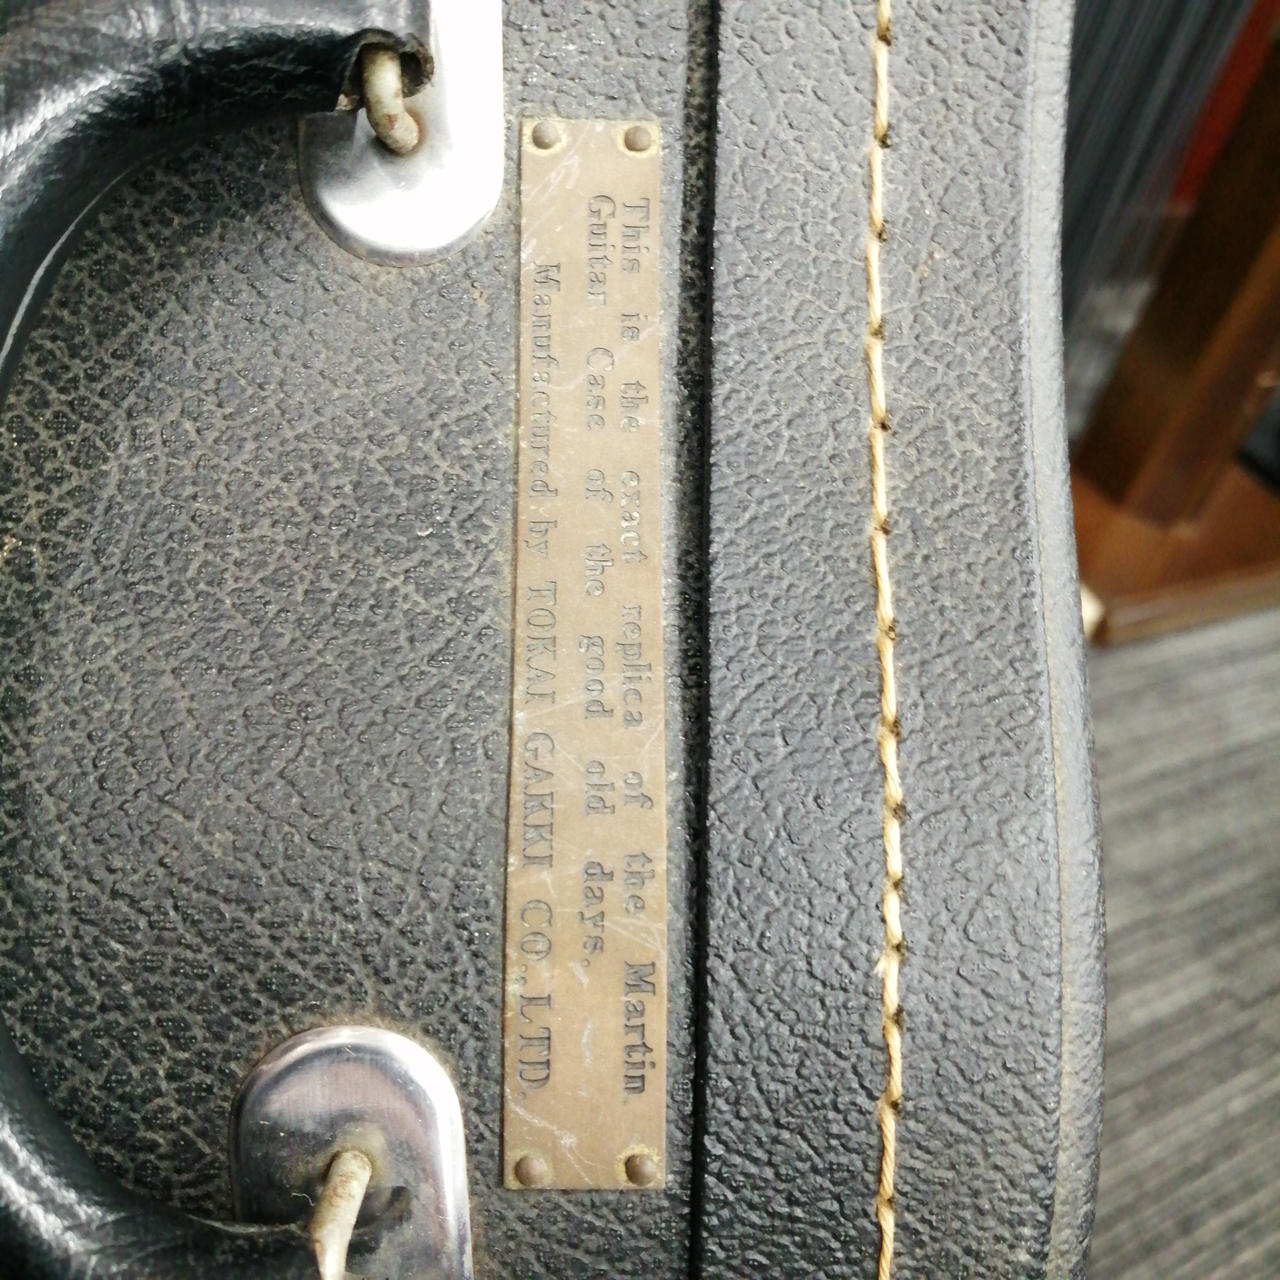 This is the exact replica of the Martin
Guitar Case of the good old days.
Manufactured by TOKAI GAKKI CO.,LTD.